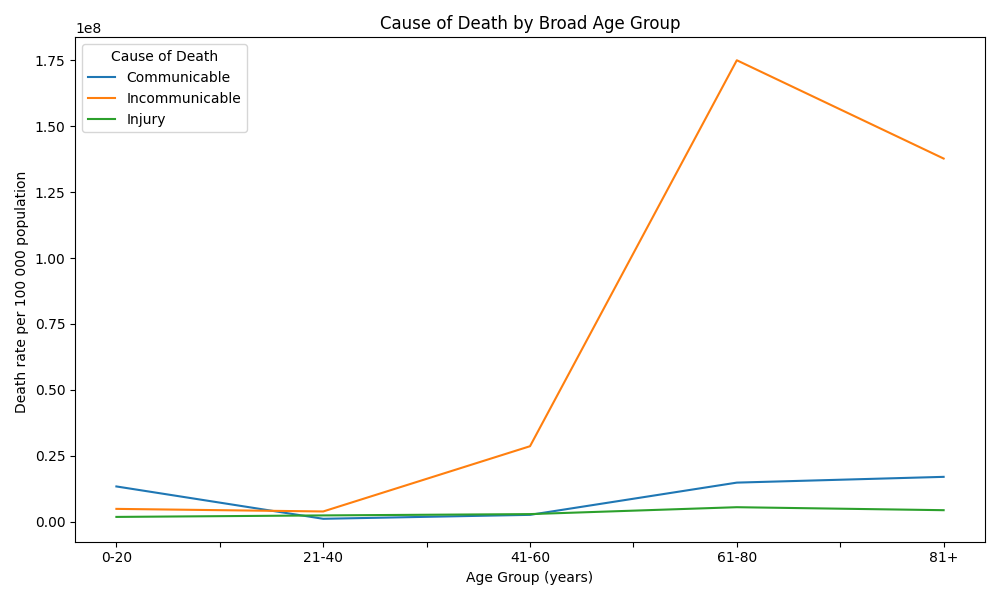 Cause of Death by Broad Age Group
1e8
Cause of Death
Communicable
Incommunicable
Injury
Death rate per 100 000 population
1.75
1.50
1.25
1.00
0.75
0.50
0.25
0.00
0-20
21-40
41-60
61-80
81+
Age Group (years)